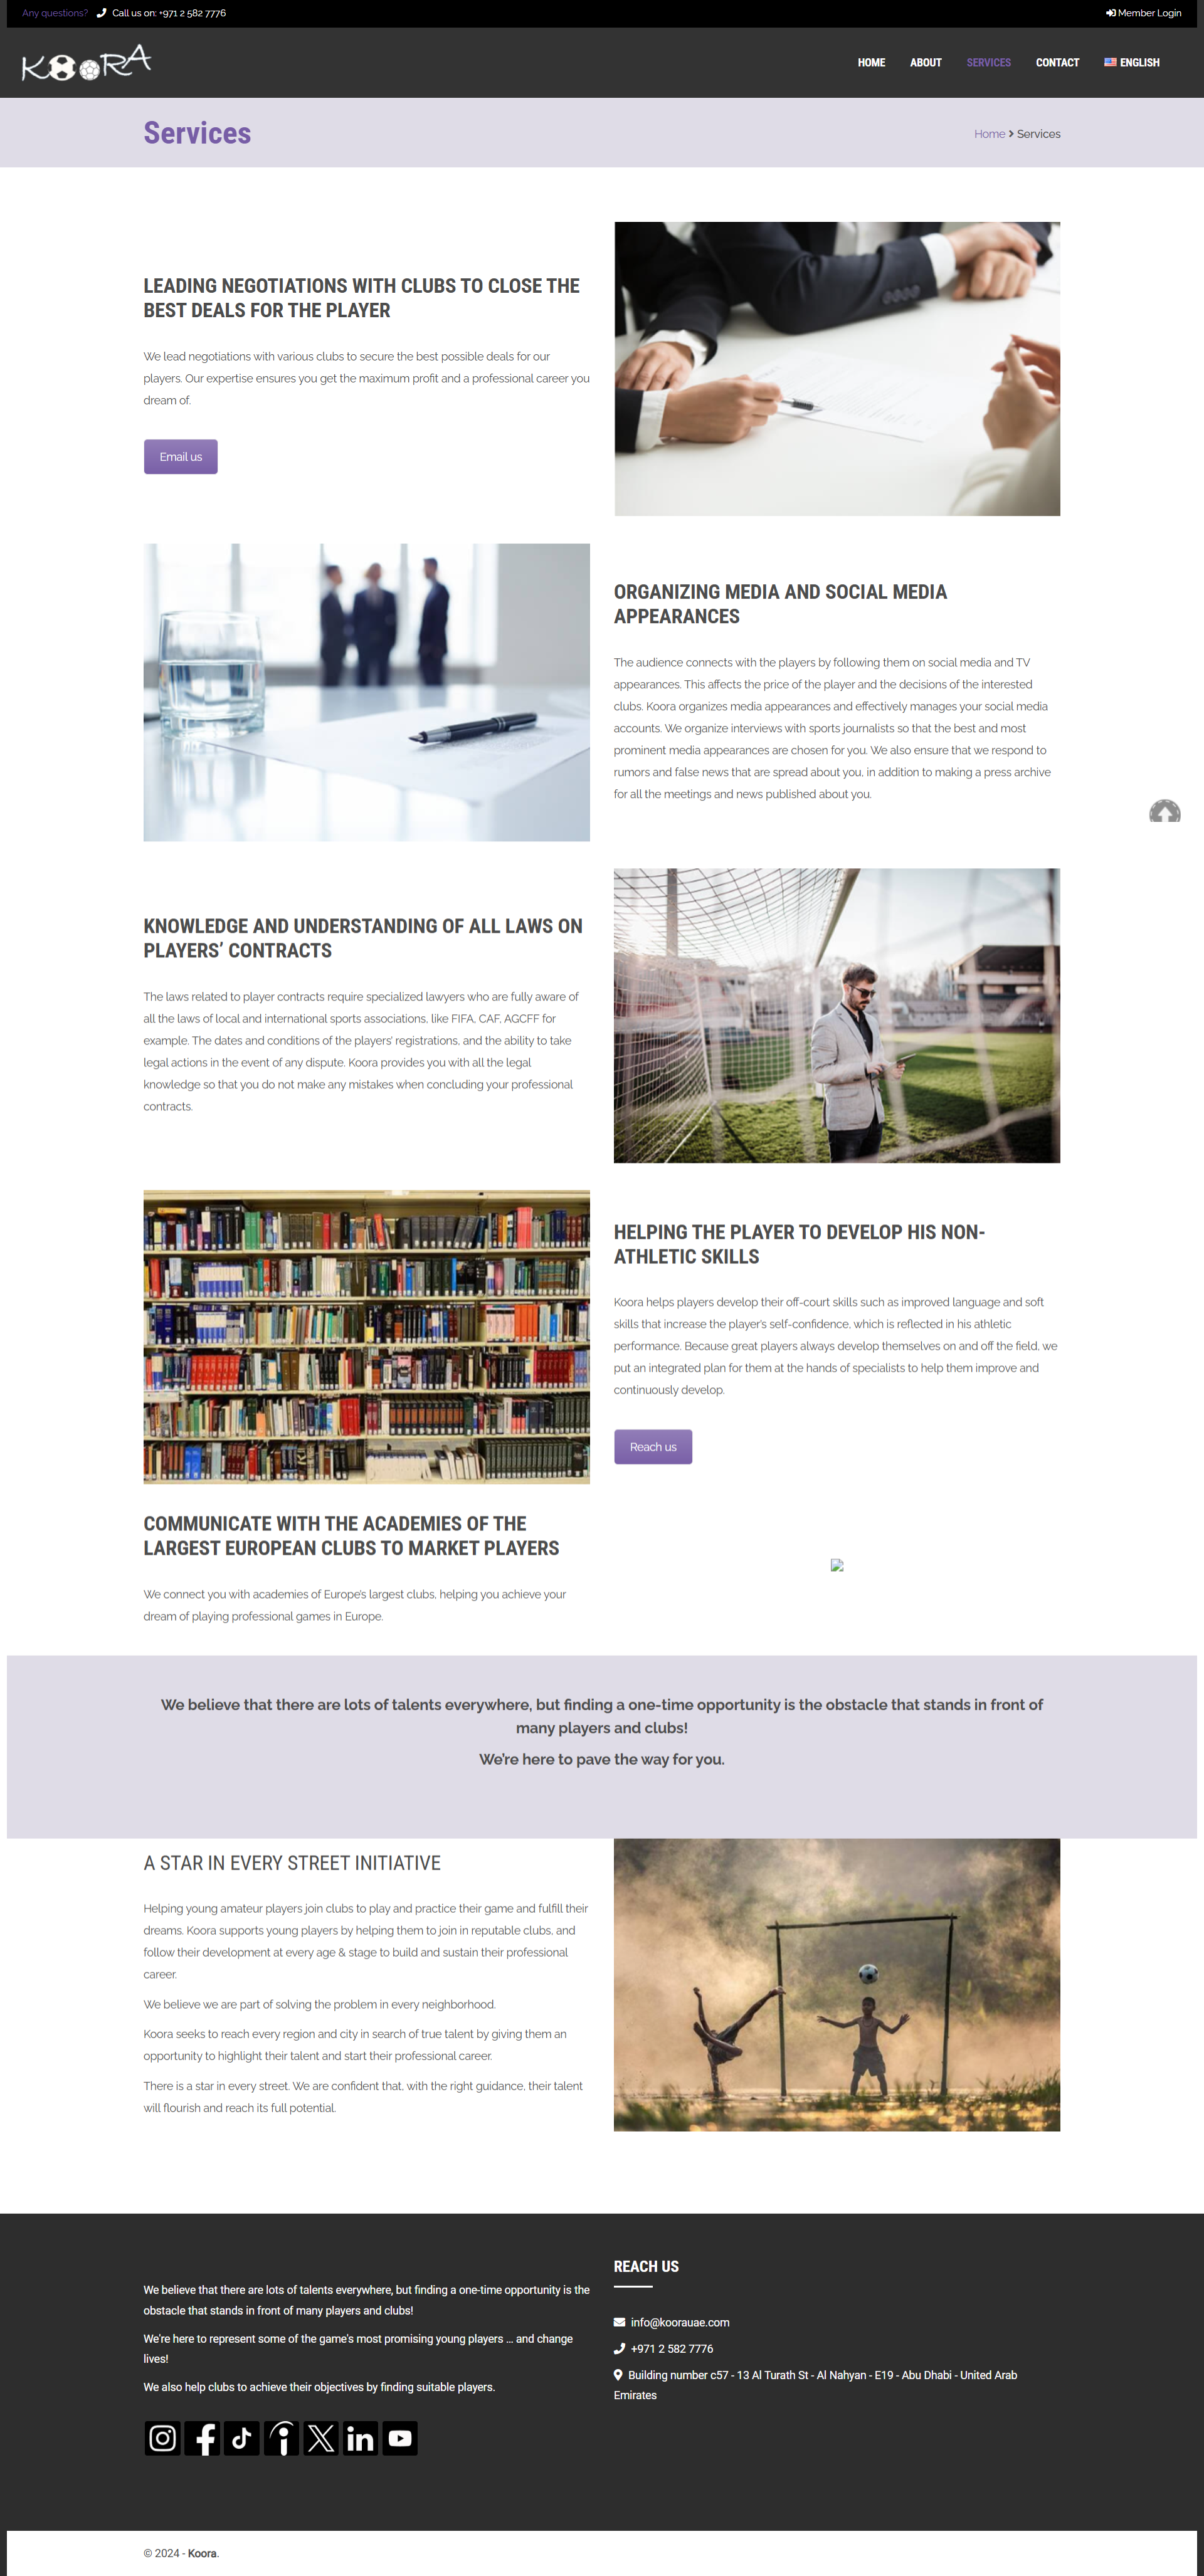 Any questions? Call us on: +971 2 582 7776
Member Login
KOORA
HOME ABOUT SERVICES CONTACT ENGLISH
Services
Home > Services
LEADING NEGOTIATIONS WITH CLUBS TO CLOSE THE
BEST DEALS FOR THE PLAYER
We lead negotiations with various clubs to secure the best possible deals for our
players. Our expertise ensures you get the maximum profit and a professional career you
dream of.
Email us
ORGANIZING MEDIA AND SOCIAL MEDIA
APPEARANCES
The audience connects with the players by following them on social media and TV
appearances. This affects the price of the player and the decisions of the interested
clubs. Koora organizes media appearances and effectively manages your social media
accounts. We organize interviews with sports journalists so that the best and most
prominent media appearances are chosen for you. We also ensure that we respond to
rumors and false news that are spread about you, in addition to making a press archive
for all the meetings and news published about you.
KNOWLEDGE AND UNDERSTANDING OF ALL LAWS ON
PLAYERS’ CONTRACTS
The laws related to player contracts require specialized lawyers who are fully aware of
all the laws of local and international sports associations, like FIFA, CAF, AGCFF for
example. The dates and conditions of the players’ registrations, and the ability to take
legal actions in the event of any dispute. Koora provides you with all the legal
knowledge so that you do not make any mistakes when concluding your professional
contracts.
HELPING THE PLAYER TO DEVELOP HIS NON-
ATHLETIC SKILLS
Koora helps players develop their off-court skills such as improved language and soft
skills that increase the player’s self-confidence, which is reflected in his athletic
performance. Because great players always develop themselves on and off the field, we
put an integrated plan for them at the hands of specialists to help them improve and
continuously develop.
Reach us
COMMUNICATE WITH THE ACADEMIES OF THE
LARGEST EUROPEAN CLUBS TO MARKET PLAYERS
We connect you with academies of Europe’s largest clubs, helping you achieve your
dream of playing professional games in Europe.
We believe that there are lots of talents everywhere, but finding a one-time opportunity is the obstacle that stands in front of
many players and clubs!
We’re here to pave the way for you.
A STAR IN EVERY STREET INITIATIVE
Helping young amateur players join clubs to play and practice their game and fulfill their
dreams. Koora supports young players by helping them to join in reputable clubs, and
follow their development at every age & stage to build and sustain their professional
career.
We believe we are part of solving the problem in every neighborhood.
Koora seeks to reach every region and city in search of true talent by giving them an
opportunity to highlight their talent and start their professional career.
There is a star in every street. We are confident that, with the right guidance, their talent
will flourish and reach its full potential.
We believe that there are lots of talents everywhere, but finding a one-time opportunity is the
obstacle that stands in front of many players and clubs!
We're here to represent some of the game's most promising young players ... and change
lives!
We also help clubs to achieve their objectives by finding suitable players.
REACH US
info@koorauae.com
+971 2 582 7776
Building number c57 - 13 Al Turath St - Al Nahyan - E19 - Abu Dhabi - United Arab
Emirates
© 2024 - Koora.